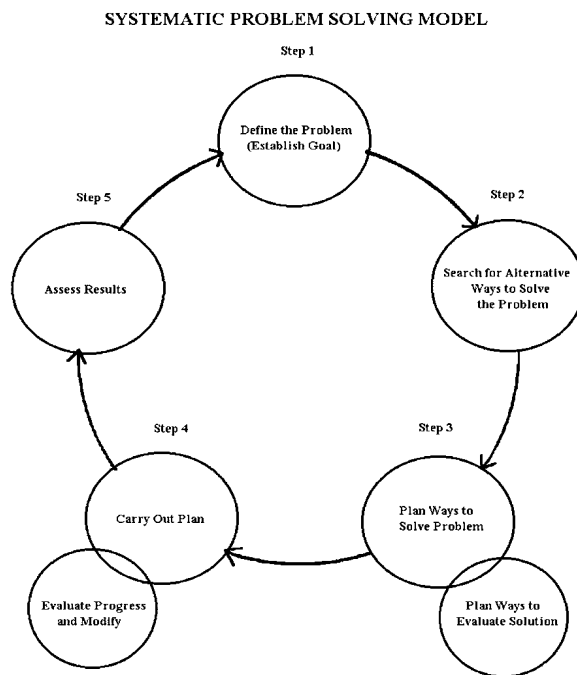 SYSTEMATIC PROBLEM SOLVING MODEL
Step 1
Define the Problem
(Establish Goal)
Step 2
Search for Alternative
Ways to Solve
the Problem
Step 3
Plan Ways to
Solve Problem
Plan Ways to
Evaluate Solution
Step 4
Carry Out Plan
Evaluate Progress
and Modify
Step 5
Assess Results